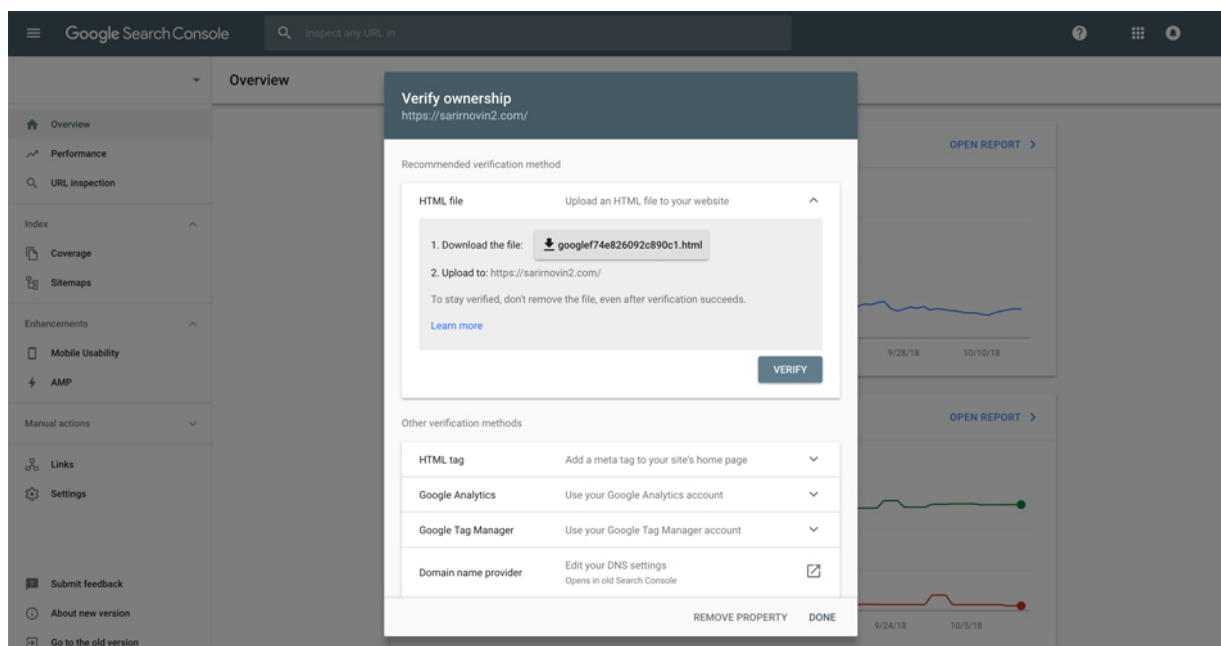 Google Search Console
Inspect any URL in
Overview
Overview
Performance
URL inspection
Index
Coverage
Sitemaps
Enhancements
Mobile Usability
AMP
Manual actions
Links
Settings
Submit feedback
About new version
Go to the old version
Verify ownership
https://sarirnovin2.com/
Recommended verification method
HTML file Upload an HTML file to your website
1. Download the file: googlef74e826092c890c1.html
2. Upload to: https://sarirnovin2.com/
To stay verified, don't remove the file, even after verification succeeds.
Learn more
VERIFY
Other verification methods
HTML tag Add a meta tag to your site's home page
Google Analytics Use your Google Analytics account
Google Tag Manager Use your Google Tag Manager account
Domain name provider Edit your DNS settings
Opens in old Search Console
REMOVE PROPERTY DONE
OPEN REPORT
9/28/18 10/10/18
OPEN REPORT
9/24/18 10/5/18